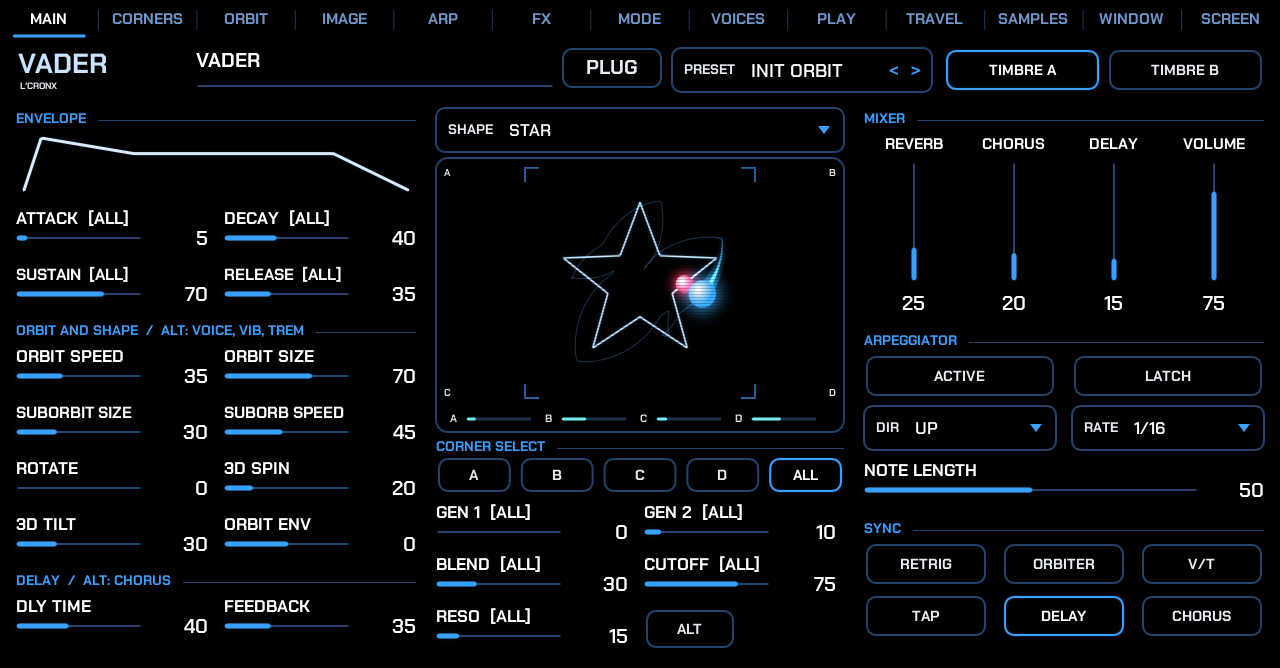 MAIN CORNERS ORBIT IMAGE ARP FX MODE VOICES PLAY TRAVEL SAMPLES WINDOW SCREEN
VADER
L'CRONX
VADER
PLUG
PRESET INIT ORBIT < >
TIMBRE A
TIMBRE B
ENVELOPE
ATTACK [ALL] 5
DECAY [ALL] 40
SUSTAIN [ALL] 70
RELEASE [ALL] 35
ORBIT AND SHAPE / ALT: VOICE, VIB, TREM
ORBIT SPEED 35
ORBIT SIZE 70
SUBORBIT SIZE 30
SUBORB SPEED 45
ROTATE 0
3D SPIN 20
3D TILT 30
ORBIT ENV 0
DELAY / ALT: CHORUS
DLY TIME 40
FEEDBACK 35
SHAPE STAR
A B
C D
A B C D
CORNER SELECT
A B C D ALL
GEN 1 [ALL] 0
GEN 2 [ALL] 10
BLEND [ALL] 30
CUTOFF [ALL] 75
RESO [ALL] 15
ALT
MIXER
REVERB CHORUS DELAY VOLUME
25 20 15 75
ARPEGGIATOR
ACTIVE LATCH
DIR UP
RATE 1/16
NOTE LENGTH 50
SYNC
RETRIG ORBITER V/T
TAP DELAY CHORUS